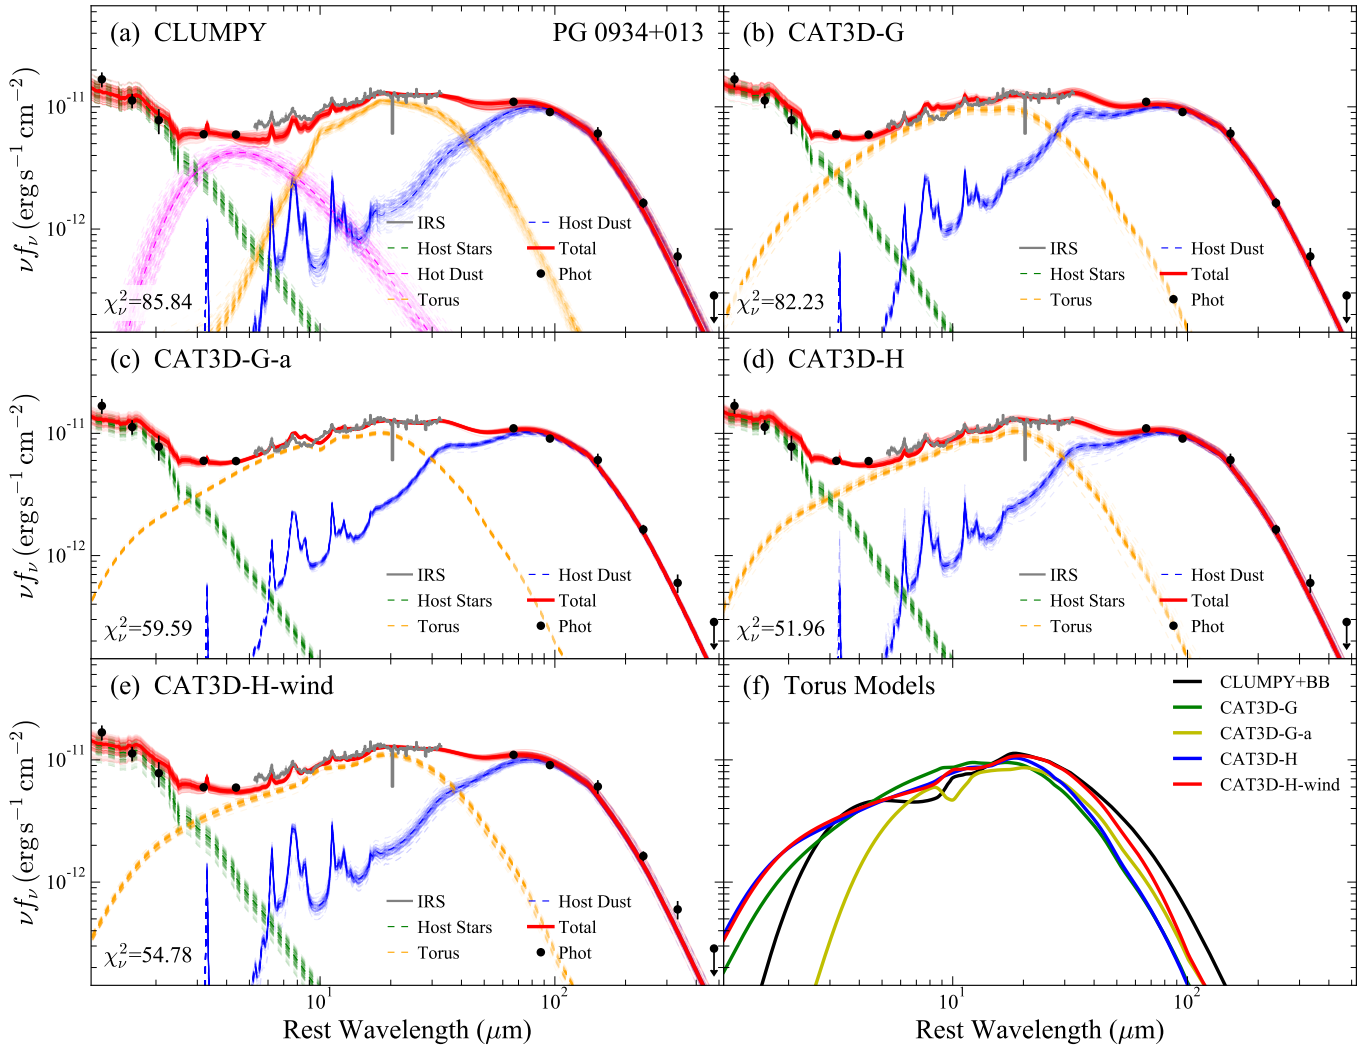 (a) CLUMPY
PG 0934+013
IRS
Host Stars
Hot Dust
Torus
Host Dust
Total
Phot
χ²ν=85.84
νfν (erg s⁻¹ cm⁻²)
10⁻¹¹
10⁻¹²
(b) CAT3D-G
IRS
Host Stars
Torus
Host Dust
Total
Phot
χ²ν=82.23
(c) CAT3D-G-a
IRS
Host Stars
Torus
Host Dust
Total
Phot
χ²ν=59.59
νfν (erg s⁻¹ cm⁻²)
10⁻¹¹
10⁻¹²
(d) CAT3D-H
IRS
Host Stars
Torus
Host Dust
Total
Phot
χ²ν=51.96
(e) CAT3D-H-wind
IRS
Host Stars
Torus
Host Dust
Total
Phot
χ²ν=54.78
νfν (erg s⁻¹ cm⁻²)
10⁻¹¹
10⁻¹²
10¹
10²
Rest Wavelength (μm)
(f) Torus Models
CLUMPY+BB
CAT3D-G
CAT3D-G-a
CAT3D-H
CAT3D-H-wind
10¹
10²
Rest Wavelength (μm)